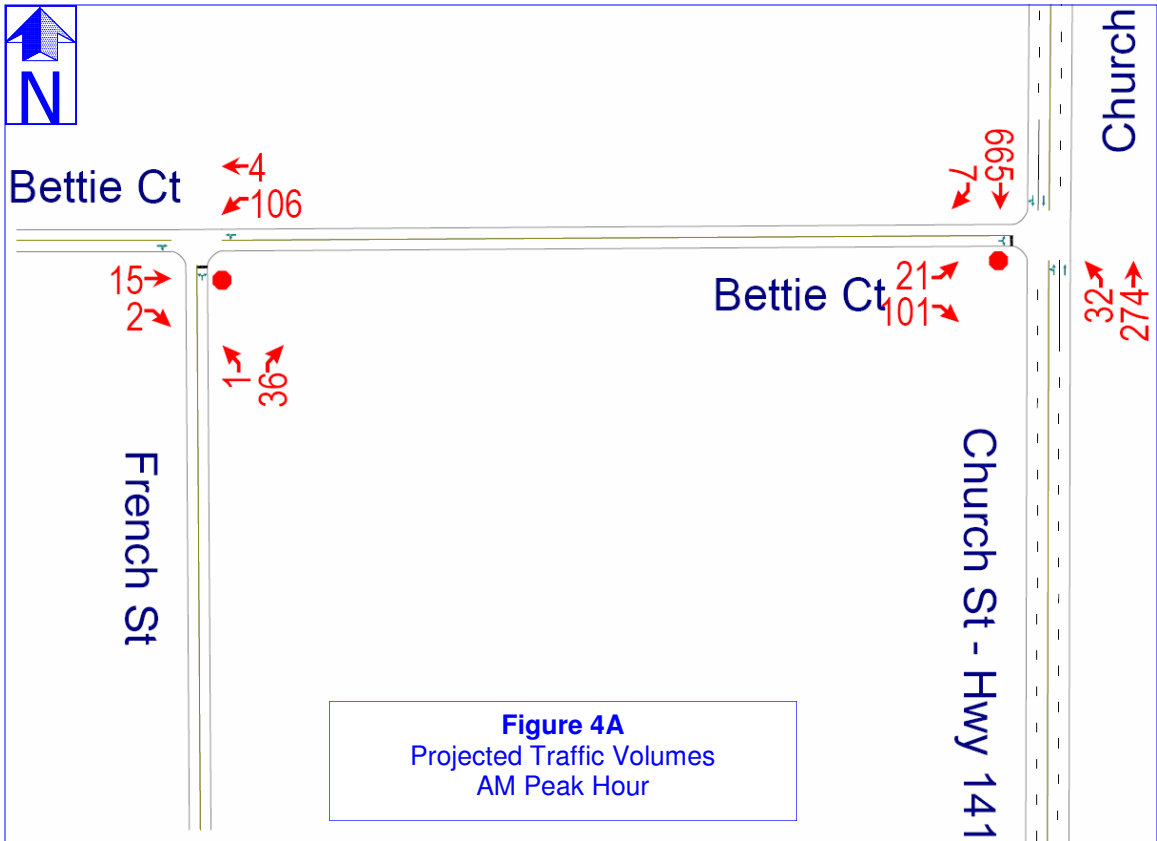 N
Church
Bettie Ct
4
106
7
665
15
2
1
36
Bettie Ct
21
101
32
274
French St
Church St - Hwy 141
Figure 4A
Projected Traffic Volumes
AM Peak Hour